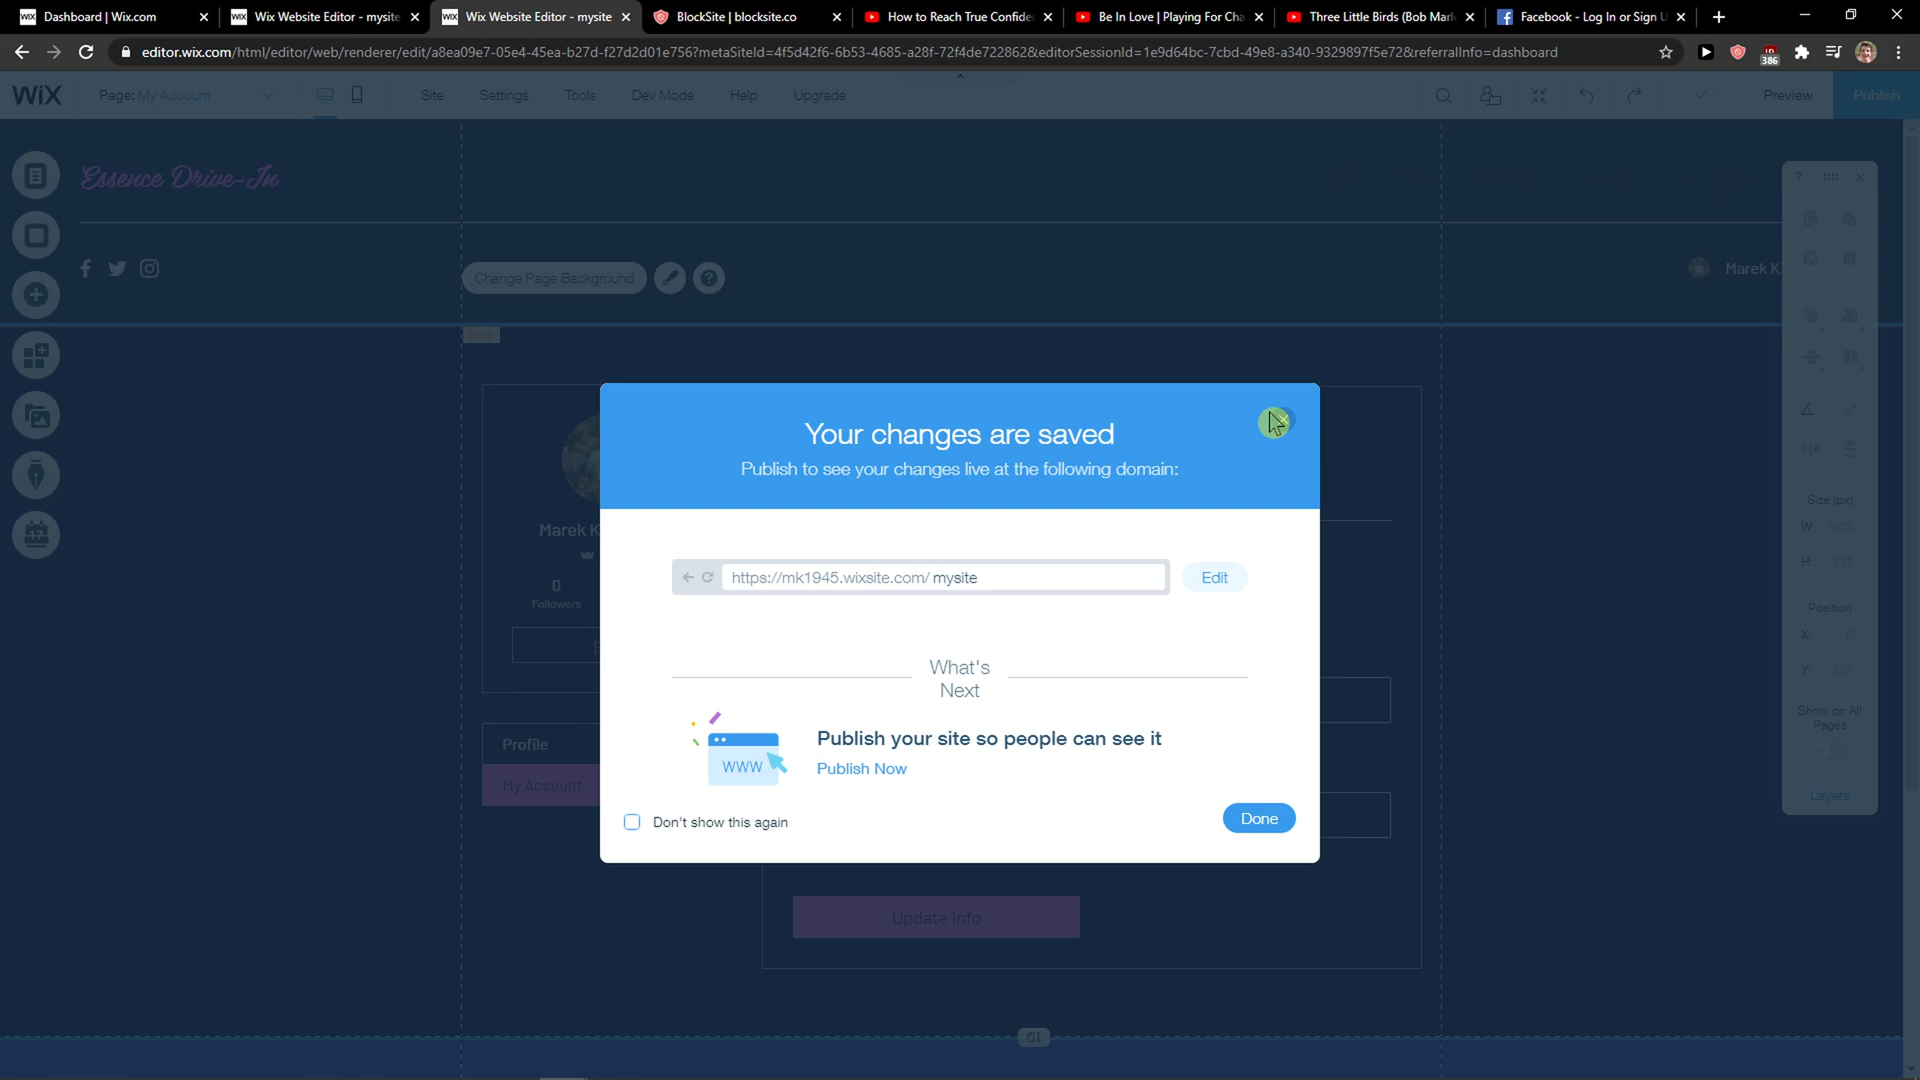 Dashboard | Wix.com
Wix Website Editor - mysite
Wix Website Editor - mysite
BlockSite | blocksite.co
How to Reach True Confide
Be In Love | Playing For Cha
Three Little Birds (Bob Marl
Facebook - Log In or Sign U
editor.wix.com/html/editor/web/renderer/edit/a8ea09e7-05e4-45ea-b27d-f27d2d01e756?metaSiteId=4f5d42f6-6b53-4685-a28f-72f4de722862&editorSessionId=1e9d64bc-7cbd-49e8-a340-9329897f5e72&referralInfo=dashboard
386
WiX
Page: My Account
Site
Settings
Tools
Dev Mode
Help
Upgrade
Preview
Publish
Essence Drive-In
Change Page Background
Marek K.
Strip
Your changes are saved
Publish to see your changes live at the following domain:
Marek K
0
Followers
https://mk1945.wixsite.com/ mysite
Edit
What's
Next
Publish your site so people can see it
WWW
Publish Now
Don't show this again
Done
Profile
My Account
Update Info
Size (px)
W: 1903
H: 711
Position
X: 0
Y: 207
Show on All
Pages
Layers